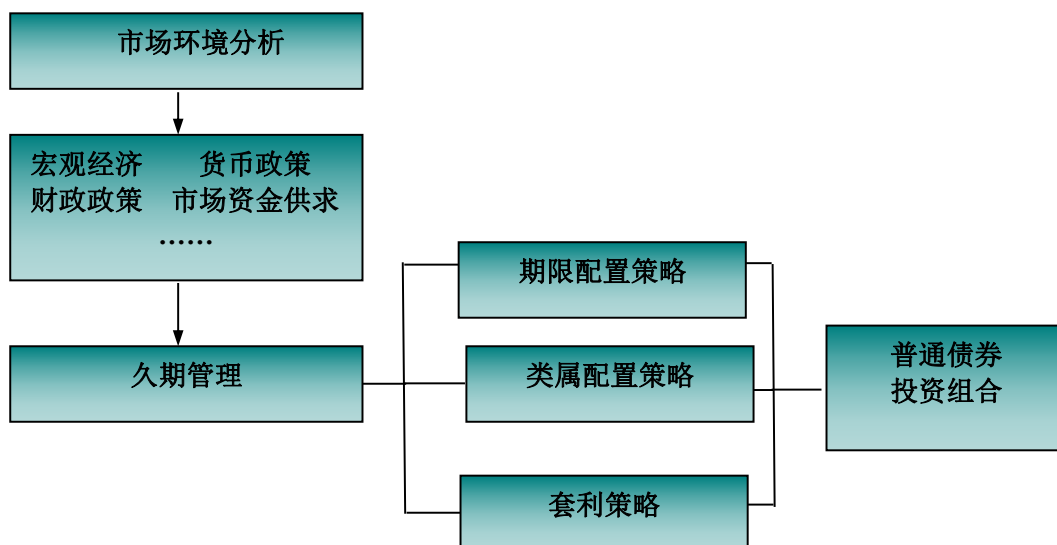 市场环境分析
宏观经济 货币政策
财政政策 市场资金供求
……
久期管理
期限配置策略
类属配置策略
套利策略
普通债券
投资组合